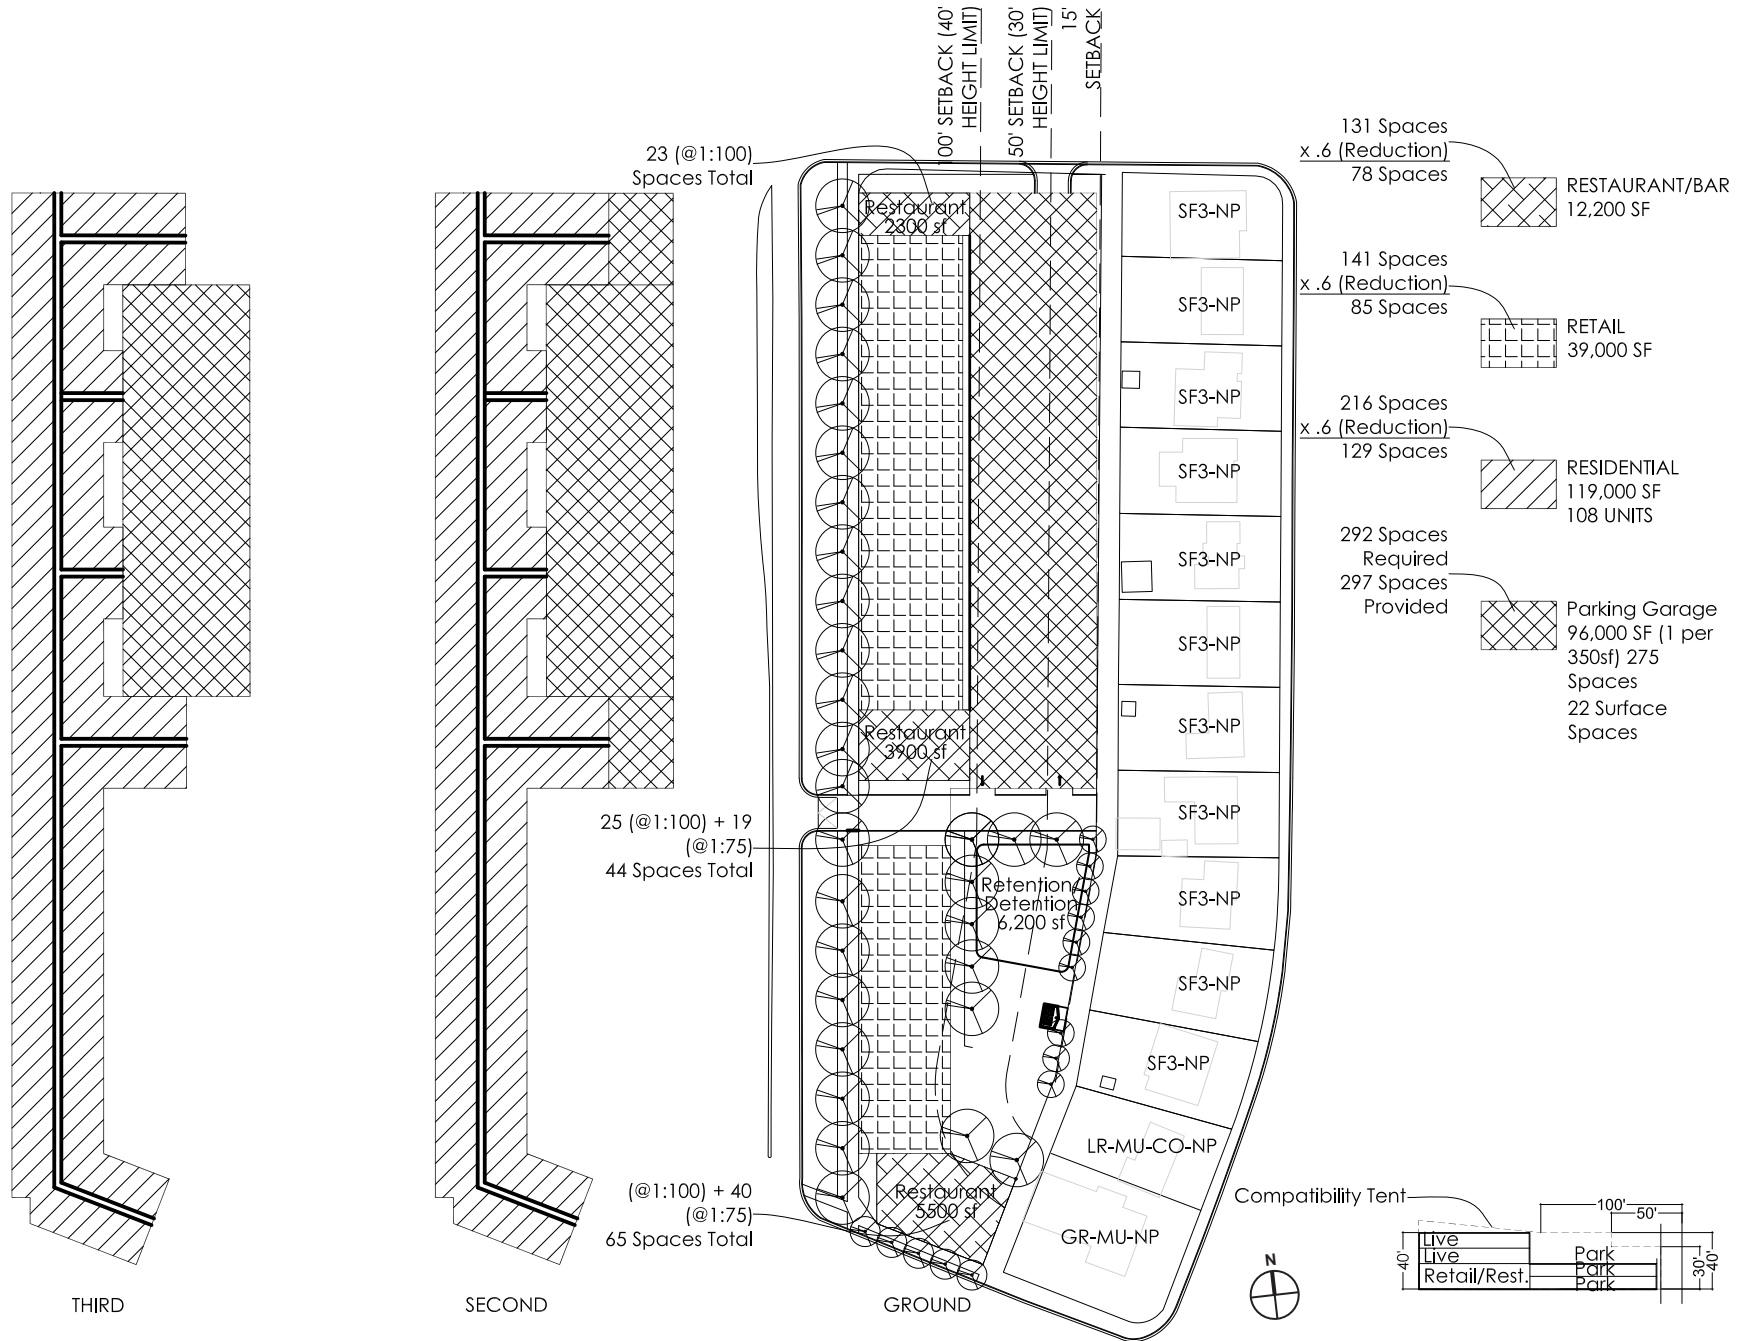 00' SETBACK (40'
HEIGHT LIMIT)
50' SETBACK (30'
HEIGHT LIMIT)
15'
SETBACK
23 (@1:100)
Spaces Total
Restaurant
2300 sf
Restaurant
3900 sf
25 (@1:100) + 19
(@1:75)
44 Spaces Total
Retention/
Detention
6,200 sf
(@1:100) + 40
(@1:75)
65 Spaces Total
Restaurant
5500 sf
SF3-NP
SF3-NP
SF3-NP
SF3-NP
SF3-NP
SF3-NP
SF3-NP
SF3-NP
SF3-NP
SF3-NP
SF3-NP
LR-MU-CO-NP
GR-MU-NP
131 Spaces
x .6 (Reduction)
78 Spaces
RESTAURANT/BAR
12,200 SF
141 Spaces
x .6 (Reduction)
85 Spaces
RETAIL
39,000 SF
216 Spaces
x .6 (Reduction)
129 Spaces
RESIDENTIAL
119,000 SF
108 UNITS
292 Spaces
Required
297 Spaces
Provided
Parking Garage
96,000 SF (1 per
350sf) 275
Spaces
22 Surface
Spaces
Compatibility Tent
100'
50'
40'
Live
Live
Retail/Rest.
Park
Park
Park
30'
40'
N
THIRD
SECOND
GROUND